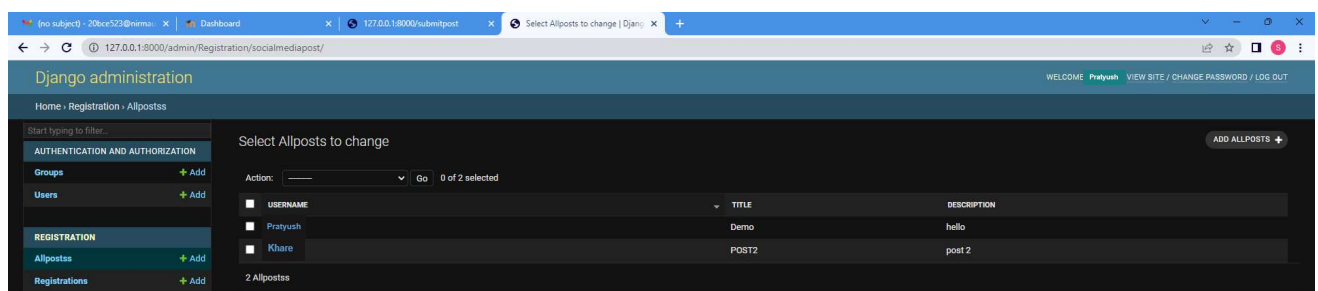 (no subject) - 20bce523@nirmau
Dashboard
127.0.0.1:8000/submitpost
Select Allposts to change | Djang
127.0.0.1:8000/admin/Registration/socialmediapost/
S
Django administration
WELCOME Pratyush VIEW SITE / CHANGE PASSWORD / LOG OUT
Home › Registration › Allpostss
Start typing to filter...
AUTHENTICATION AND AUTHORIZATION
Groups + Add
Users + Add
REGISTRATION
Allpostss + Add
Registrations + Add
Select Allposts to change
ADD ALLPOSTS +
Action: --------- Go 0 of 2 selected
USERNAME TITLE DESCRIPTION
Pratyush Demo hello
Khare POST2 post 2
2 Allpostss